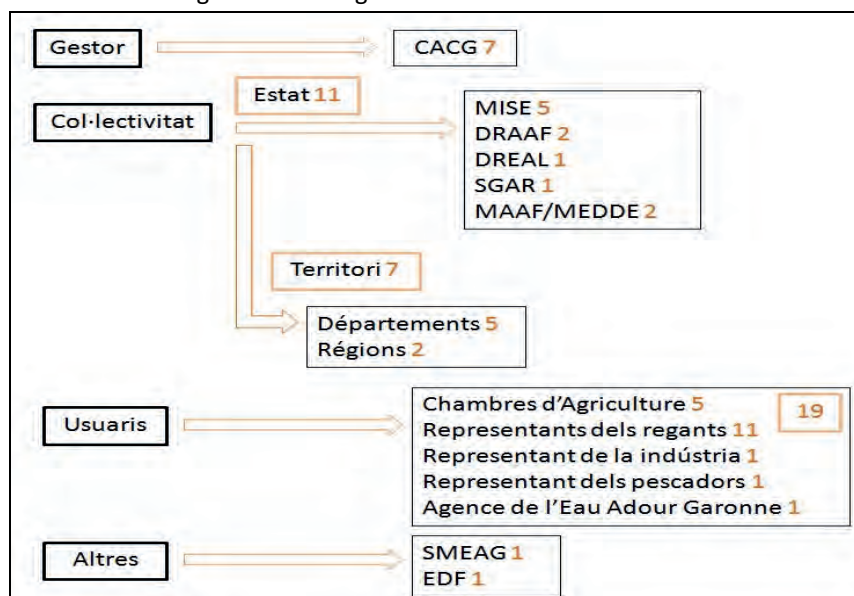 Gestor
CACG 7
Col·lectivitat
Estat 11
MISE 5
DRAAF 2
DREAL 1
SGAR 1
MAAF/MEDDE 2
Territori 7
Départements 5
Régions 2
Usuaris
Chambres d'Agriculture 5
19
Representants dels regants 11
Representant de la indústria 1
Representant dels pescadors 1
Agence de l'Eau Adour Garonne 1
Altres
SMEAG 1
EDF 1